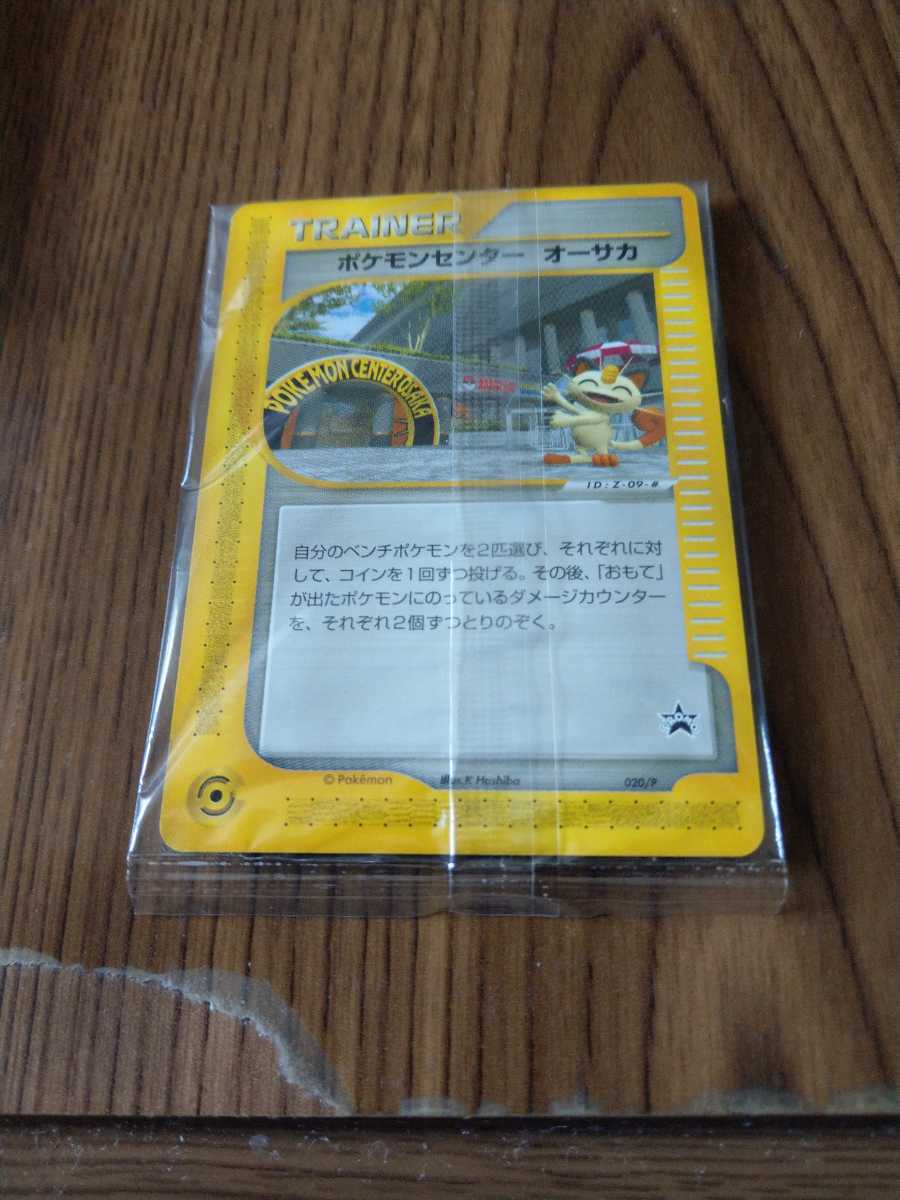 TRAINER
ポケモンセンター オーサカ
POKEMON CENTER OSAKA
ID:Z-09-#
自分のベンチポケモンを2匹選び、それぞれに対
して、コインを1回ずつ投げる。その後、「おもて」
が出たポケモンにのっているダメージカウンター
を、それぞれ2個ずつとりのぞく。
© Pokémon
illus.K Hoshiba
020/P